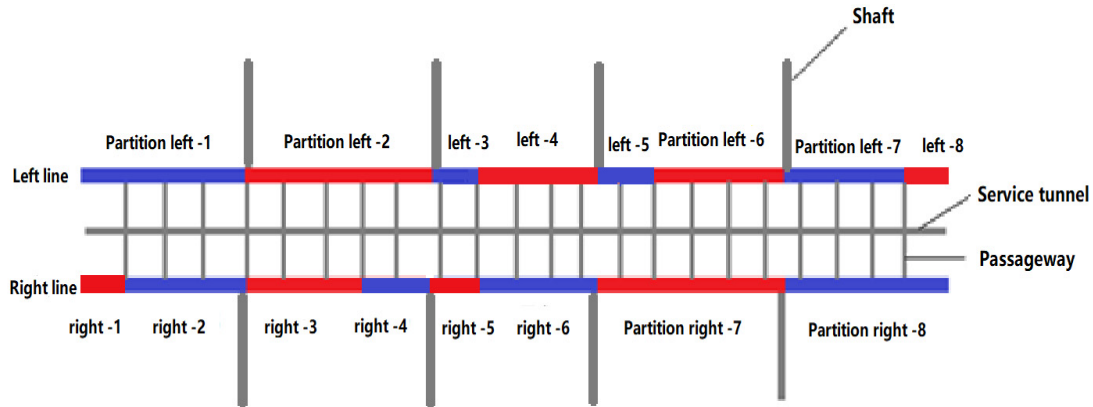 Shaft
Partition left -1
Partition left -2
left -3
left -4
left -5
Partition left -6
Partition left -7
left -8
Left line
Service tunnel
Passageway
Right line
right -1
right -2
right -3
right -4
right -5
right -6
Partition right -7
Partition right -8